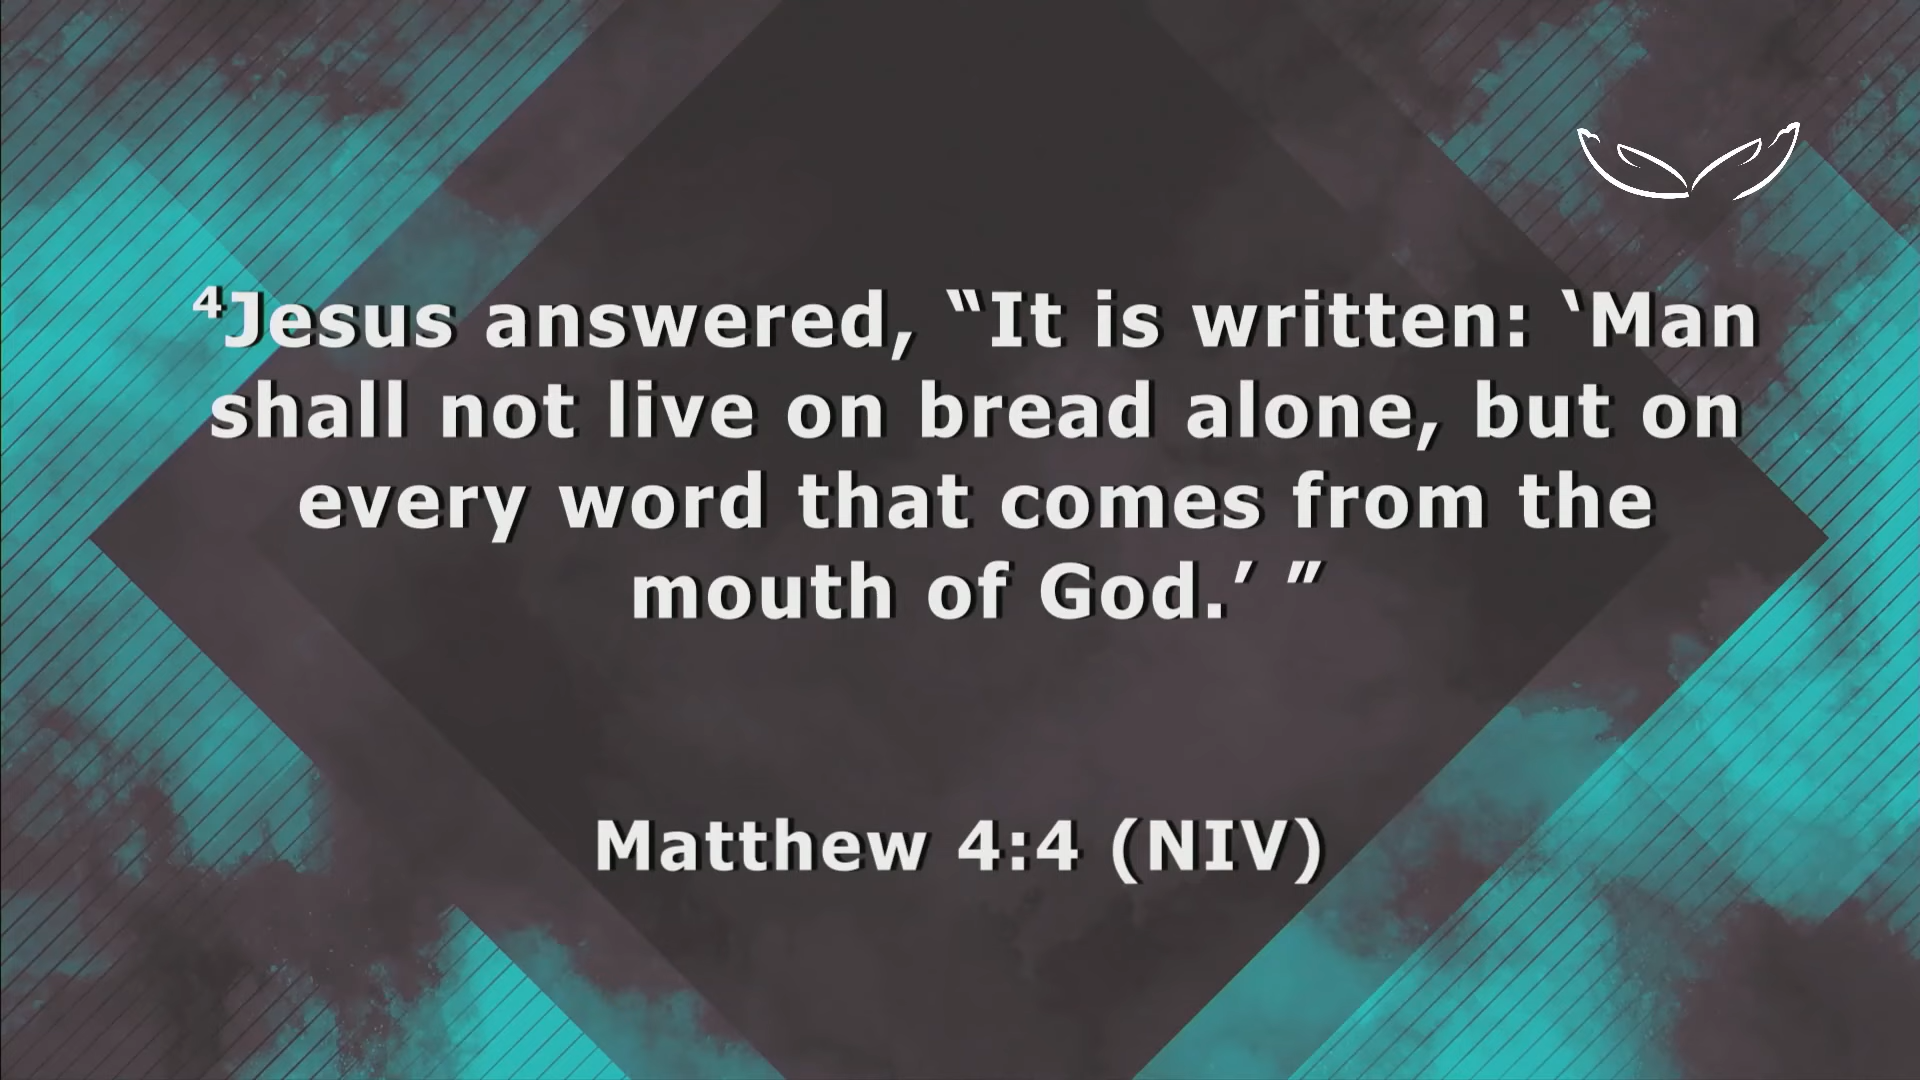 ⁴Jesus answered, “It is written: ‘Man
shall not live on bread alone, but on
every word that comes from the
mouth of God.’ ”
Matthew 4:4 (NIV)